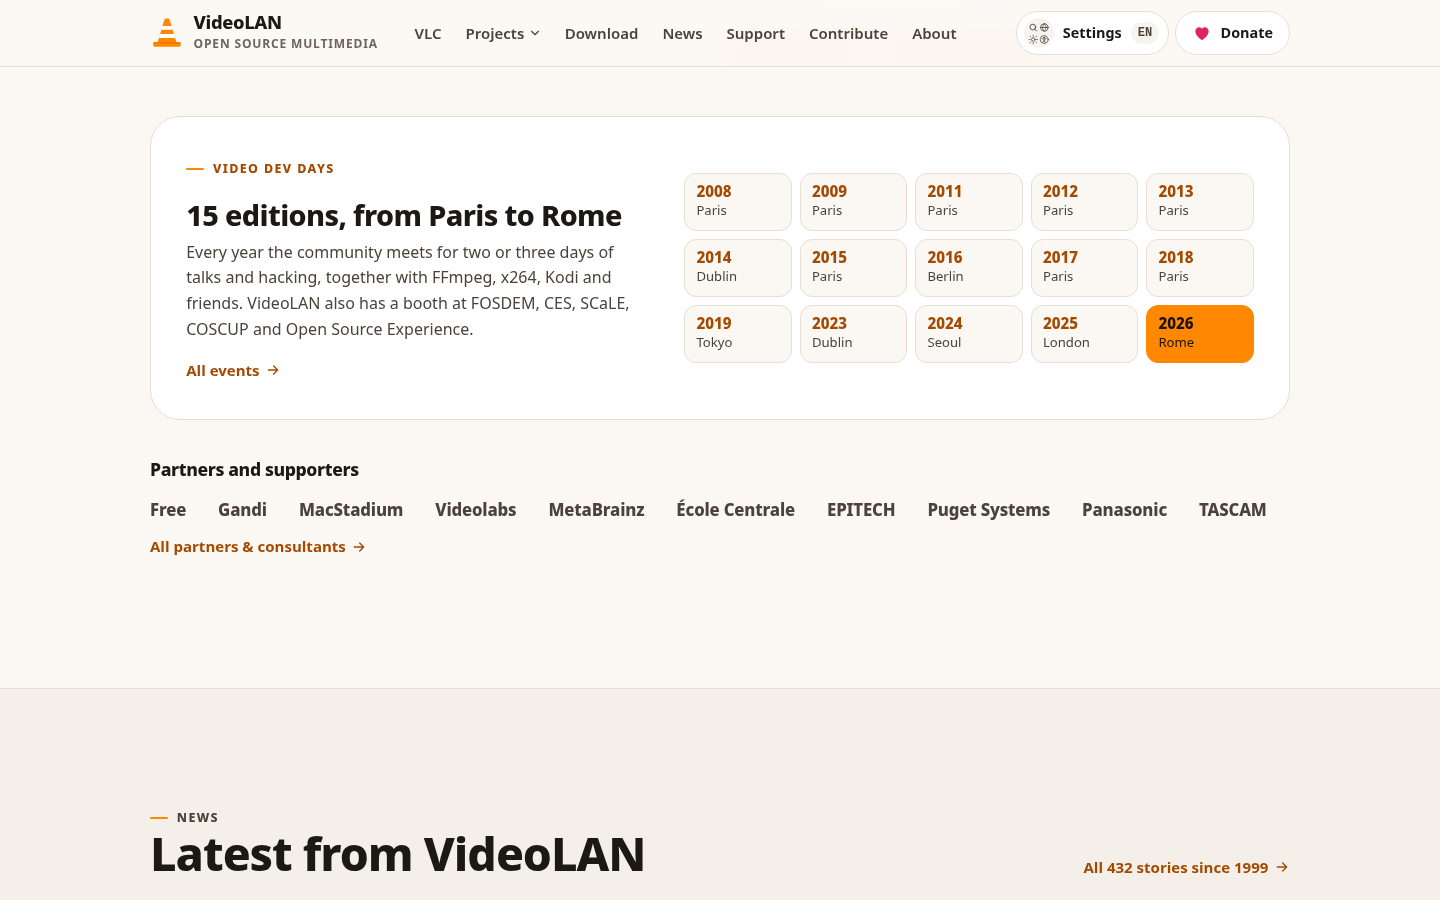 VideoLAN
OPEN SOURCE MULTIMEDIA
VLC Projects Download News Support Contribute About
Settings EN
Donate
VIDEO DEV DAYS
15 editions, from Paris to Rome
Every year the community meets for two or three days of
talks and hacking, together with FFmpeg, x264, Kodi and
friends. VideoLAN also has a booth at FOSDEM, CES, SCaLE,
COSCUP and Open Source Experience.
All events
2008 2009 2011 2012 2013
Paris Paris Paris Paris Paris
2014 2015 2016 2017 2018
Dublin Paris Berlin Paris Paris
2019 2023 2024 2025 2026
Tokyo Dublin Seoul London Rome
Partners and supporters
Free Gandi MacStadium Videolabs MetaBrainz École Centrale EPITECH Puget Systems Panasonic TASCAM
All partners & consultants
NEWS
Latest from VideoLAN
All 432 stories since 1999